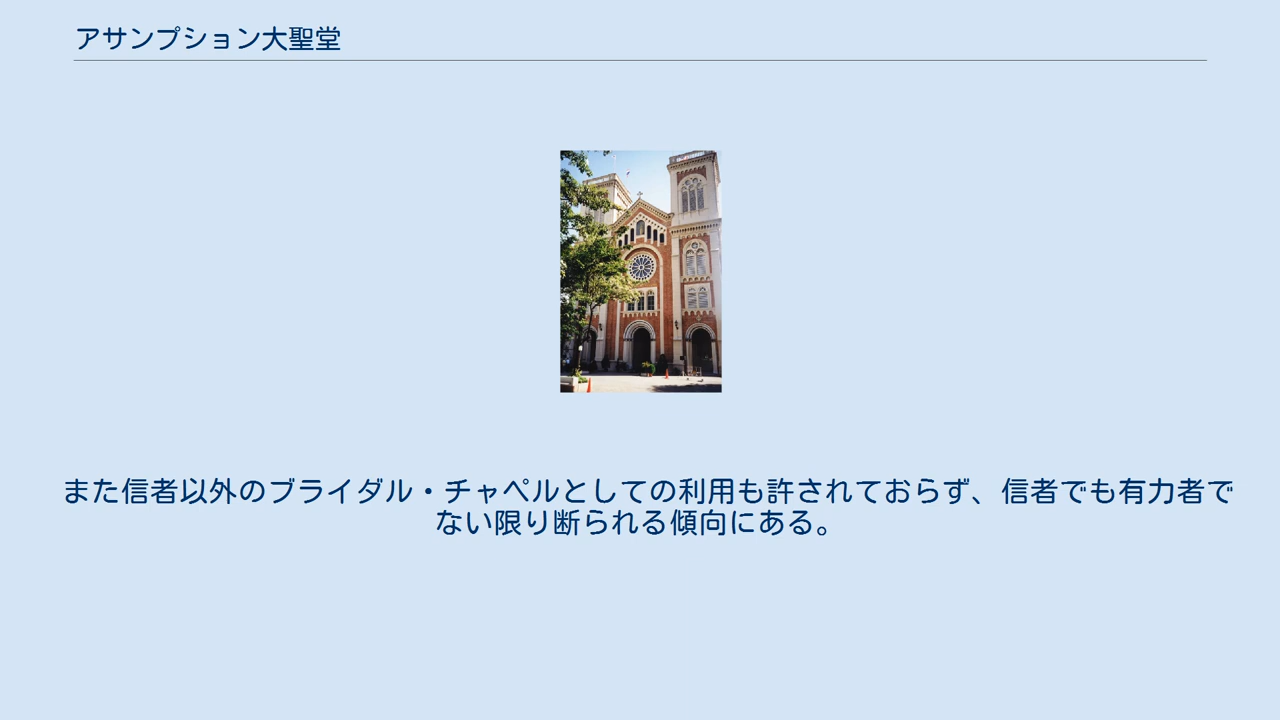 アサンプション大聖堂
また信者以外のブライダル・チャペルとしての利用も許されておらず、信者でも有力者で
ない限り断られる傾向にある。